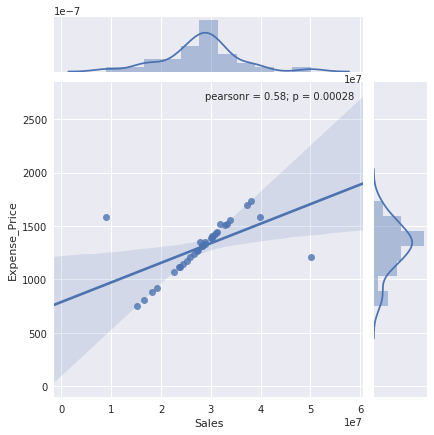 1e−7
1e7
pearsonr = 0.58; p = 0.00028
2500
2000
1500
1000
500
0
Expense_Price
0 1 2 3 4 5 6
Sales
1e7